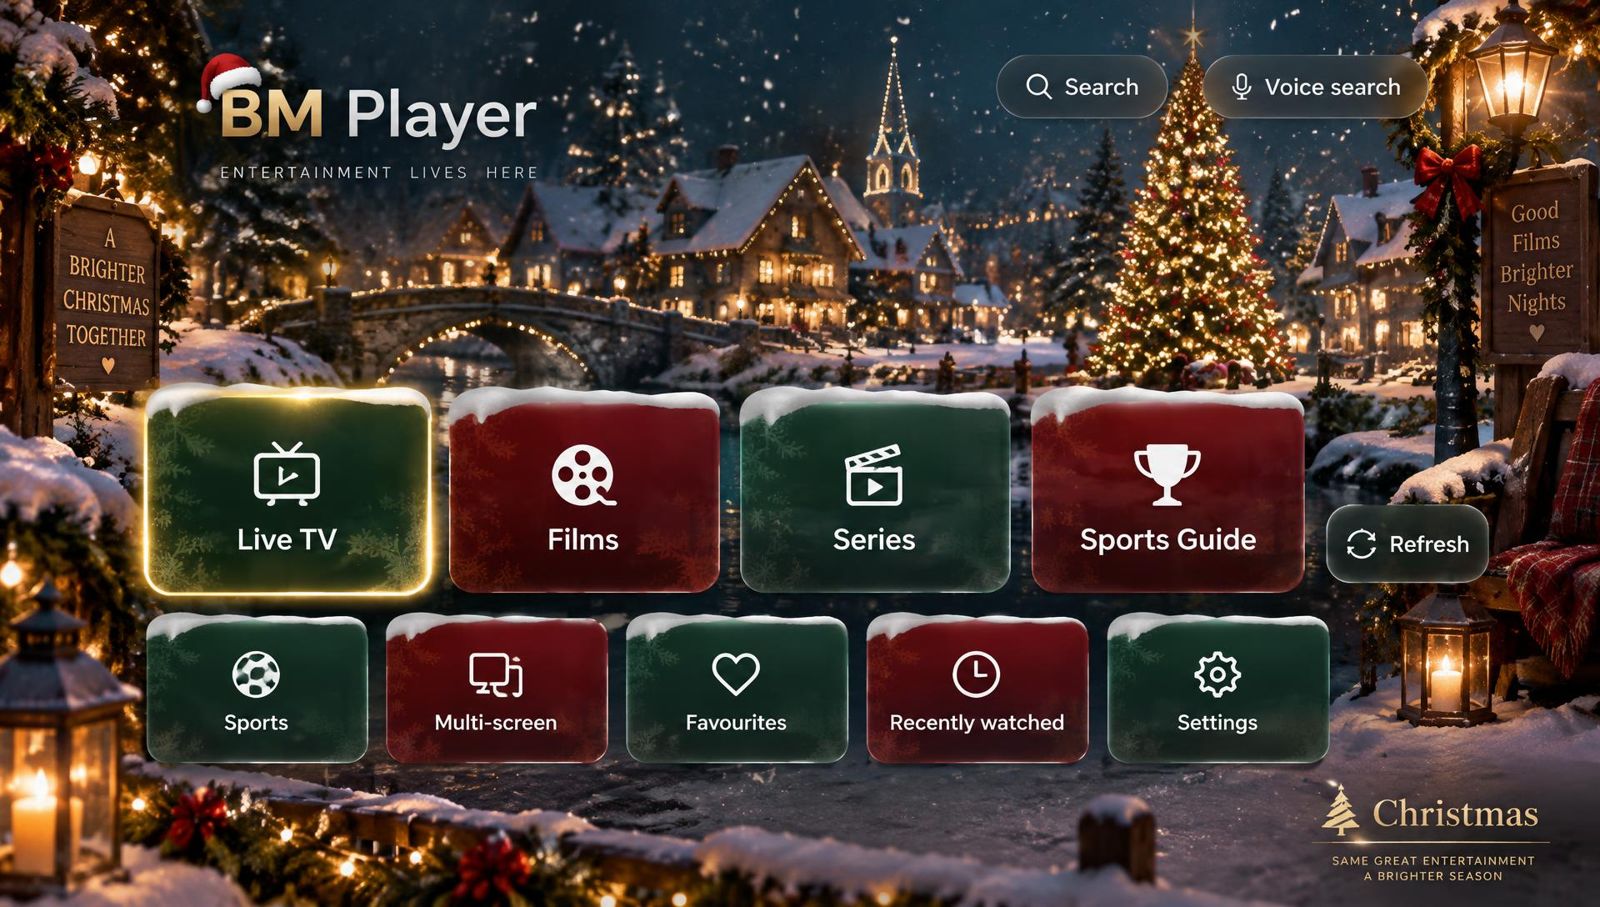 BM Player
ENTERTAINMENT LIVES HERE
Search
Voice search
A
BRIGHTER
CHRISTMAS
TOGETHER
Good
Films
Brighter
Nights
Live TV
Films
Series
Sports Guide
Refresh
Sports
Multi-screen
Favourites
Recently watched
Settings
Christmas
SAME GREAT ENTERTAINMENT
A BRIGHTER SEASON